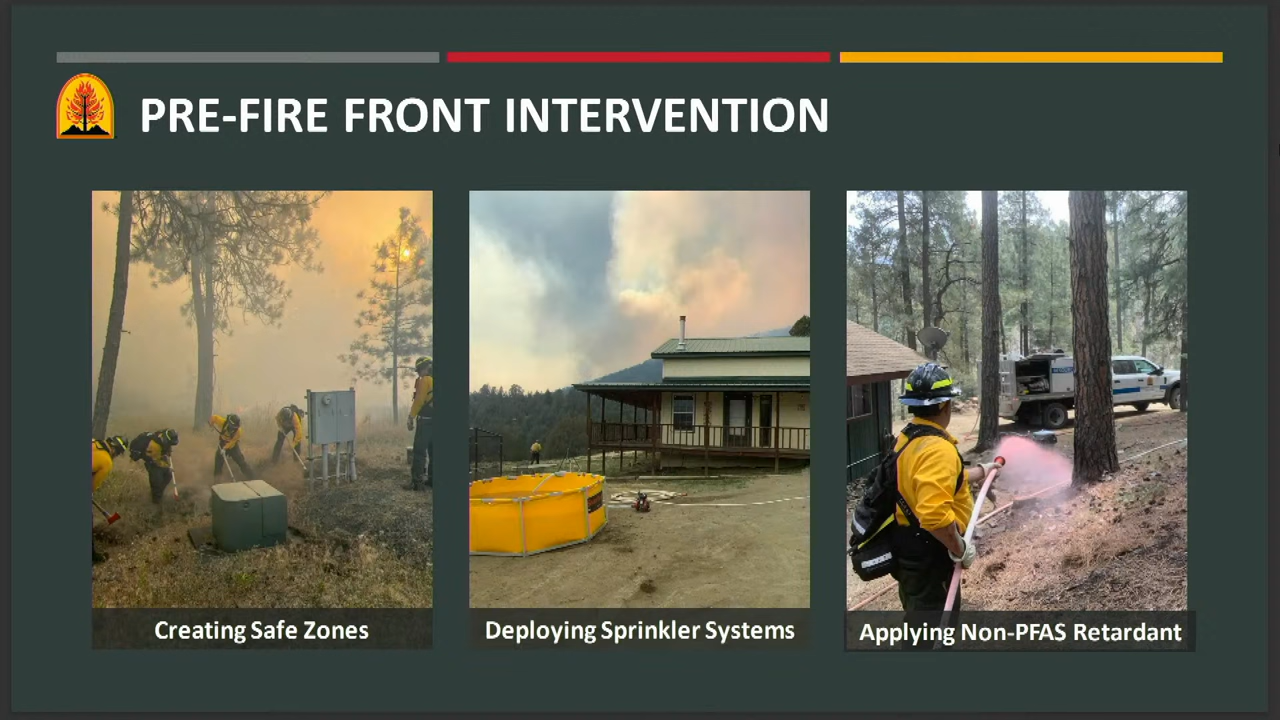 PRE-FIRE FRONT INTERVENTION
Creating Safe Zones
Deploying Sprinkler Systems
Applying Non-PFAS Retardant